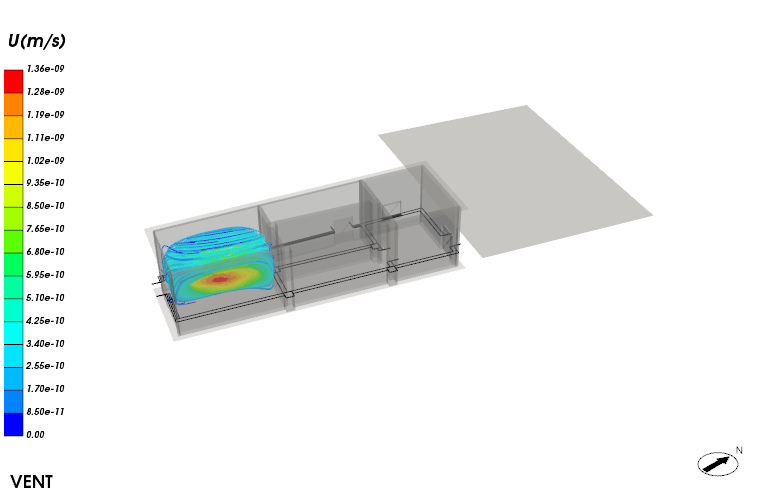 U(m/s)
1.36e-09
1.28e-09
1.19e-09
1.11e-09
1.02e-09
9.35e-10
8.50e-10
7.65e-10
6.80e-10
5.95e-10
5.10e-10
4.25e-10
3.40e-10
2.55e-10
1.70e-10
8.50e-11
0.00
N
VENT